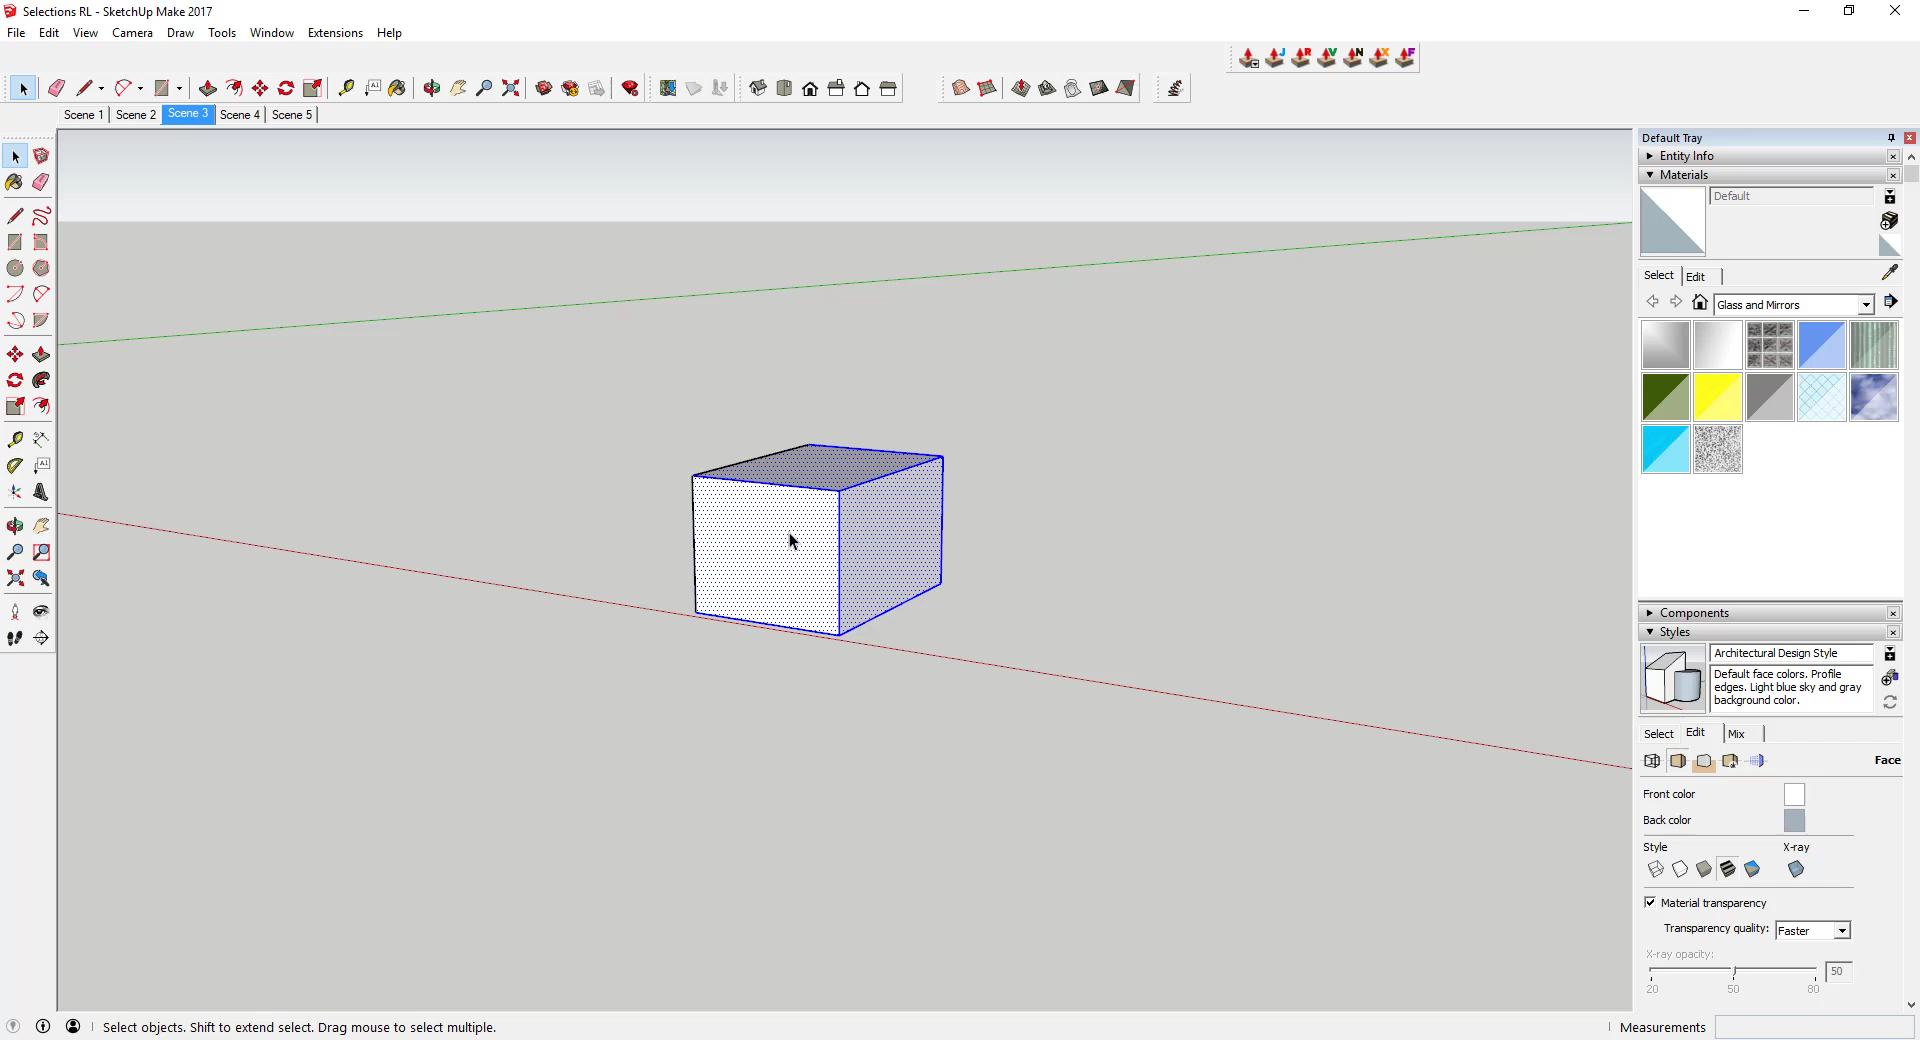 Selections RL - SketchUp Make 2017
File Edit View Camera Draw Tools Window Extensions Help
J R V N X F
A1
Scene 1 Scene 2 Scene 3 Scene 4 Scene 5
Default Tray
Entity Info
Materials
Default
Select Edit
Glass and Mirrors
A1
Components
Styles
Architectural Design Style
Default face colors. Profile
edges. Light blue sky and gray
background color.
Select Edit Mix
Face
Front color
Back color
Style X-ray
Material transparency
Transparency quality: Faster
X-ray opacity:
50
20 50 80
Select objects. Shift to extend select. Drag mouse to select multiple.
Measurements